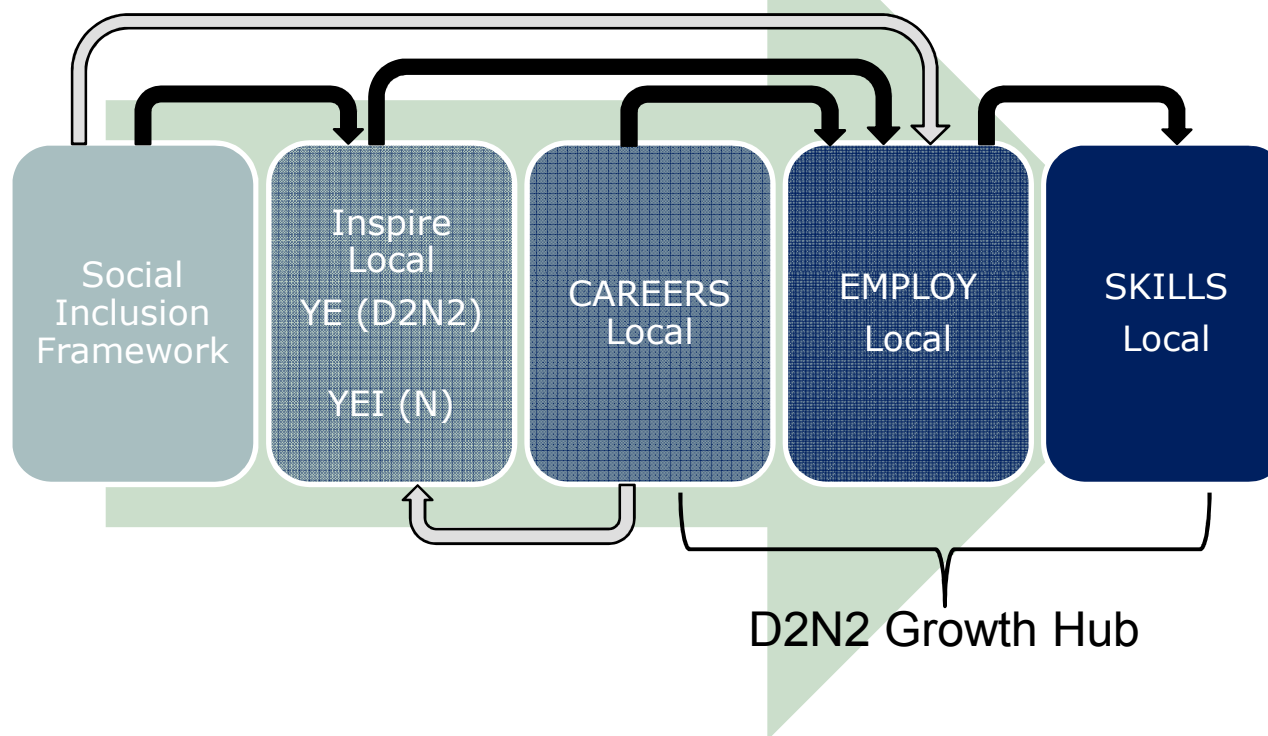 Social
Inclusion
Framework
Inspire
Local
YE (D2N2)
YEI (N)
CAREERS
Local
EMPLOY
Local
SKILLS
Local
D2N2 Growth Hub